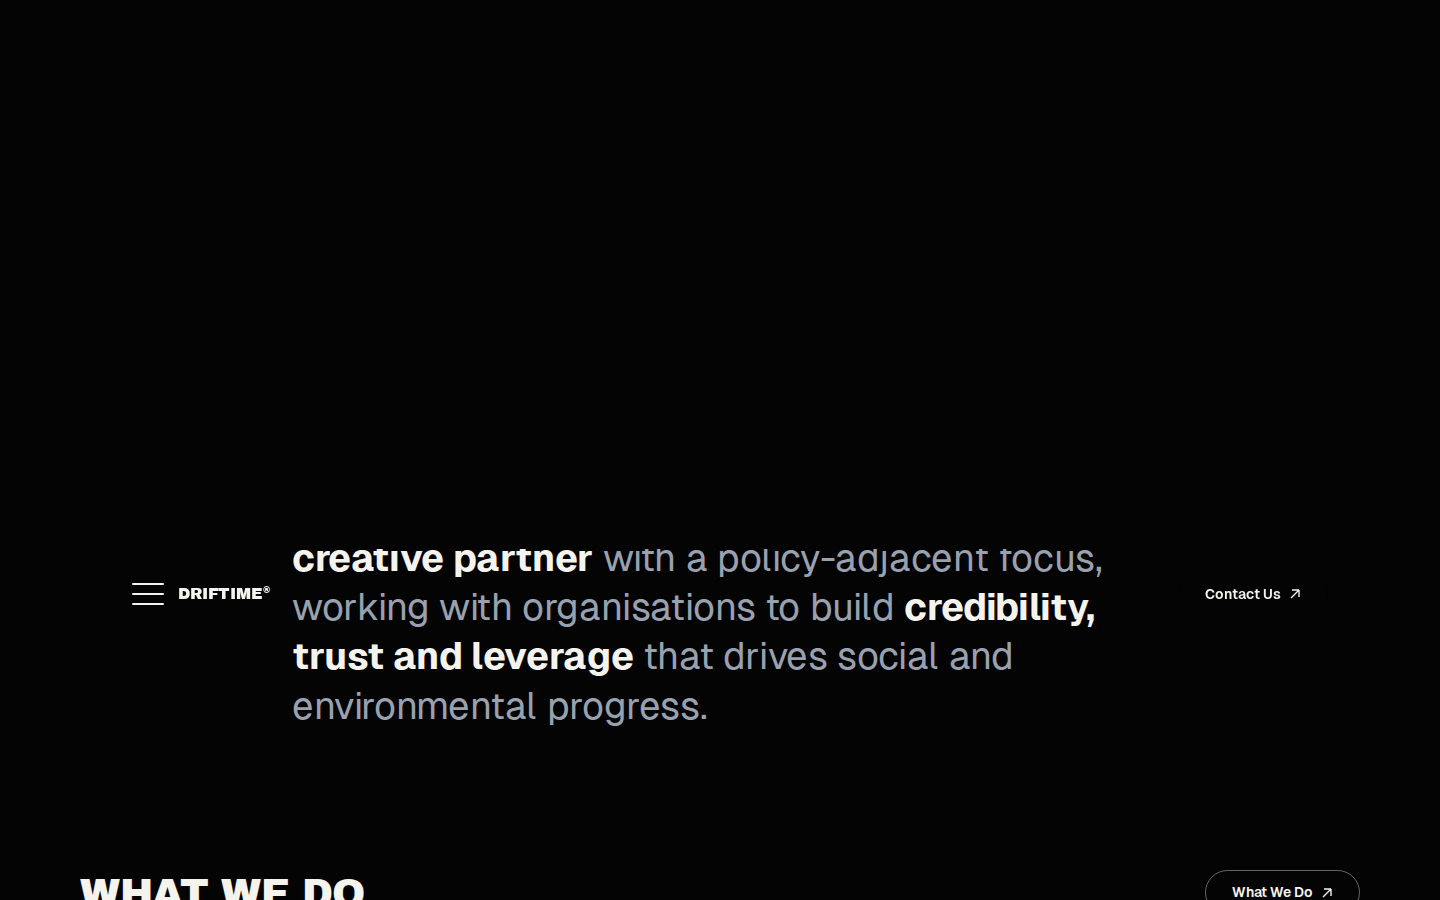 creative partner with a policy-adjacent focus,
working with organisations to build credibility,
trust and leverage that drives social and
environmental progress.
DRIFTIME®
Contact Us
WHAT WE DO
What We Do